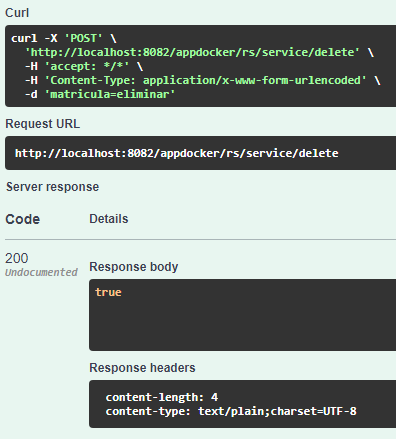 Curl
curl -X 'POST' \
'http://localhost:8082/appdocker/rs/service/delete' \
-H 'accept: */*' \
-H 'Content-Type: application/x-www-form-urlencoded' \
-d 'matricula=eliminar'
Request URL
http://localhost:8082/appdocker/rs/service/delete
Server response
Code Details
200
Undocumented
Response body
true
Response headers
content-length: 4
content-type: text/plain;charset=UTF-8